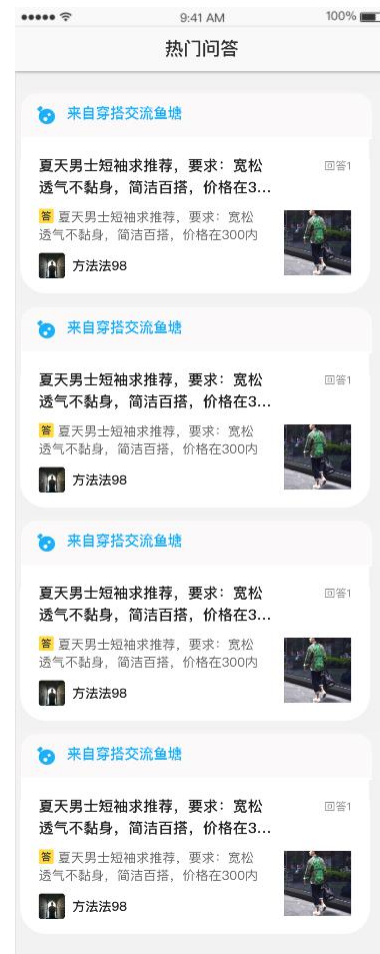 9:41 AM
100%
热门问答
来自穿搭交流鱼塘
夏天男士短袖求推荐，要求：宽松
回答1
透气不黏身，简洁百搭，价格在3...
答 夏天男士短袖求推荐，要求：宽松
透气不黏身，简洁百搭，价格在300内
方法法98
来自穿搭交流鱼塘
夏天男士短袖求推荐，要求：宽松
回答1
透气不黏身，简洁百搭，价格在3...
答 夏天男士短袖求推荐，要求：宽松
透气不黏身，简洁百搭，价格在300内
方法法98
来自穿搭交流鱼塘
夏天男士短袖求推荐，要求：宽松
回答1
透气不黏身，简洁百搭，价格在3...
答 夏天男士短袖求推荐，要求：宽松
透气不黏身，简洁百搭，价格在300内
方法法98
来自穿搭交流鱼塘
夏天男士短袖求推荐，要求：宽松
回答1
透气不黏身，简洁百搭，价格在3...
答 夏天男士短袖求推荐，要求：宽松
透气不黏身，简洁百搭，价格在300内
方法法98